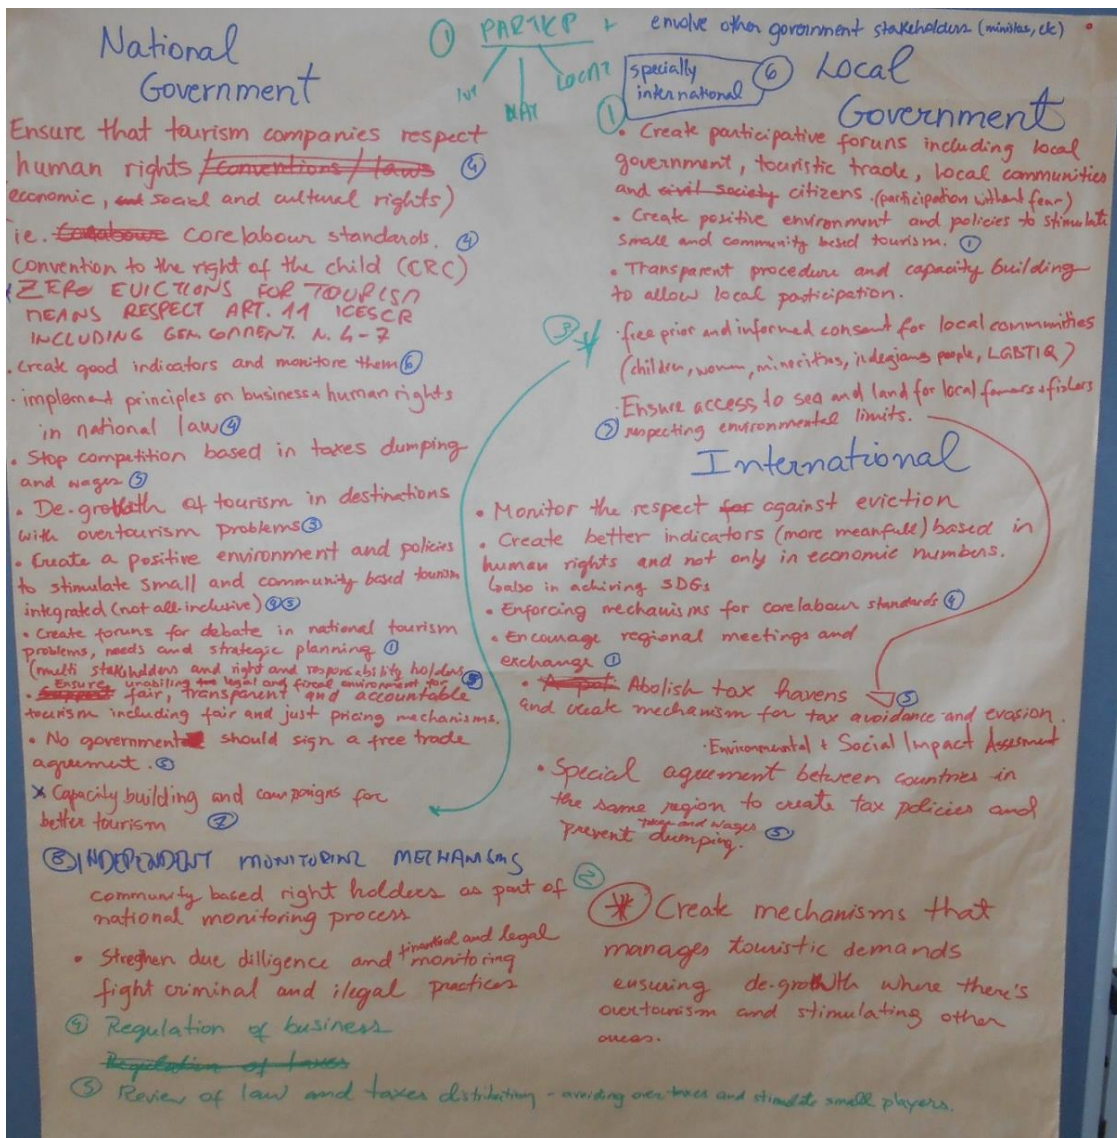 ① PARTICP + envolve other government stakeholders (ministries, etc)
INT
NAT
LOCAL
National
Government
Ensure that tourism companies respect
human rights /conventions / laws ④
(economic, and social and cultural rights)
ie. corelabour standards. ④
Convention to the right of the child (CRC)
ZERO EVICTIONS FOR TOURISM
MEANS RESPECT ART. 11 ICESCR
INCLUDING GEN. COMMENT. N. 4-7
• Create good indicators and monitore them ⑥
• implement principles on business + human rights
in national law ④
• Stop competition based in taxes dumping
and wages ⑤
• De-growth of tourism in destinations
with overtourism problems ③
• Create a positive environment and policies
to stimulate small and community based tourism
integrated (not all-inclusive)
• Create foruns for debate in national tourism
problems, needs and strategic planning ①
(multi stakeholders and right and responsability holders
Ensure legal and fiscal environment for
• support fair, transparent and accountable
tourism including fair and just pricing mechanisms.
• No government should sign a free trade
agreement. ⑤
x Capacity building and campaigns for
better tourism ⑦
⑧ INDEPENDENT MONITORING MECHANISMS
community based right holders as part of
national monitoring process
• Streghen due dilligence and financial and legal monitoring
fight criminal and ilegal practices
④ Regulation of business
Regulation of taxes
⑤ Review of law and taxes distribution - avoiding over taxes and stimulate small players.
specially
international
⑥ Local
Government
①
• Create participative foruns including local
government, touristic trade, local communities
and civil society citizens. (participation without fear)
• Create positive environment and policies to stimulate
small and community based tourism. ①
• Transparent procedure and capacity building
to allow local participation.
③ • free prior and informed consent for local communities
(children, women, minorities, people, LGBTIQ)
• Ensure access to sea and land for local famers + fishers
respecting environmental limits.
International
• Monitor the respect for against eviction
• Create better indicators (more meanfull) based in
human rights and not only in economic numbers.
also in achiving SDGs
• Enforcing mechanisms for corelabour standards ④
• Encourage regional meetings and
exchange ①
• Abolish tax havens ⑤
and creat mechanism for tax avoidance and evasion.
• Environmental + Social Impact Assesment
• Special agreement between countries in
the same region to create tax policies and
prevent taxes and wages dumping. ⑤
②
* Create mechanisms that
manages touristic demands
ensuring de-growth where there's
overtourism and stimulating other
areas.